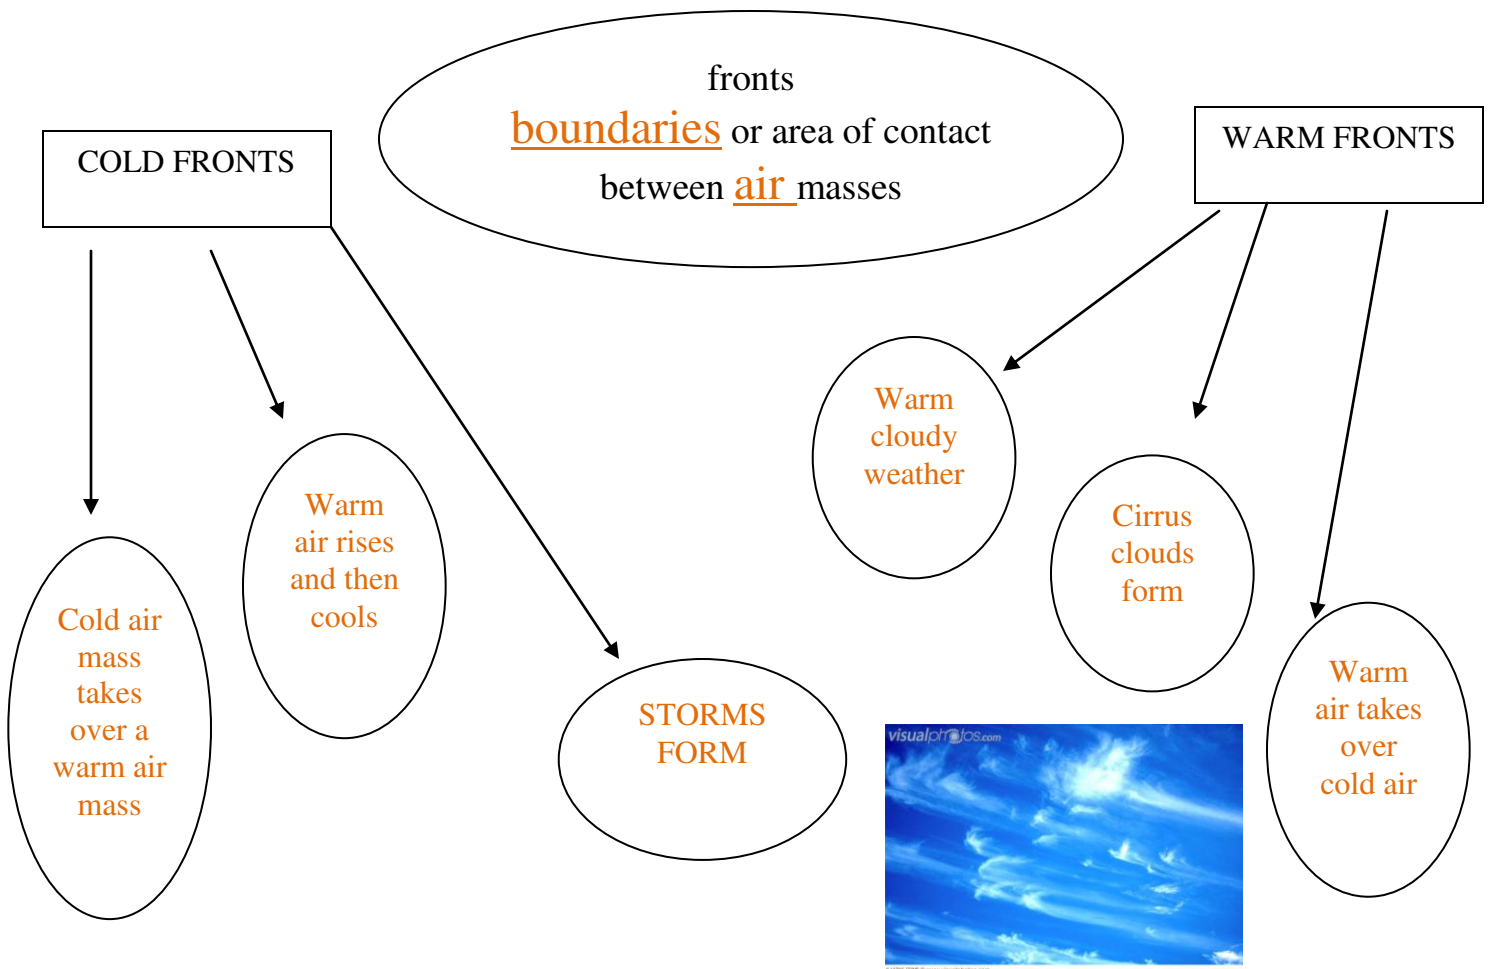 fronts
boundaries or area of contact
between air masses
COLD FRONTS
WARM FRONTS
Cold air
mass
takes
over a
warm air
mass
Warm
air rises
and then
cools
STORMS
FORM
Warm
cloudy
weather
Cirrus
clouds
form
Warm
air takes
over
cold air
visualphotos.com